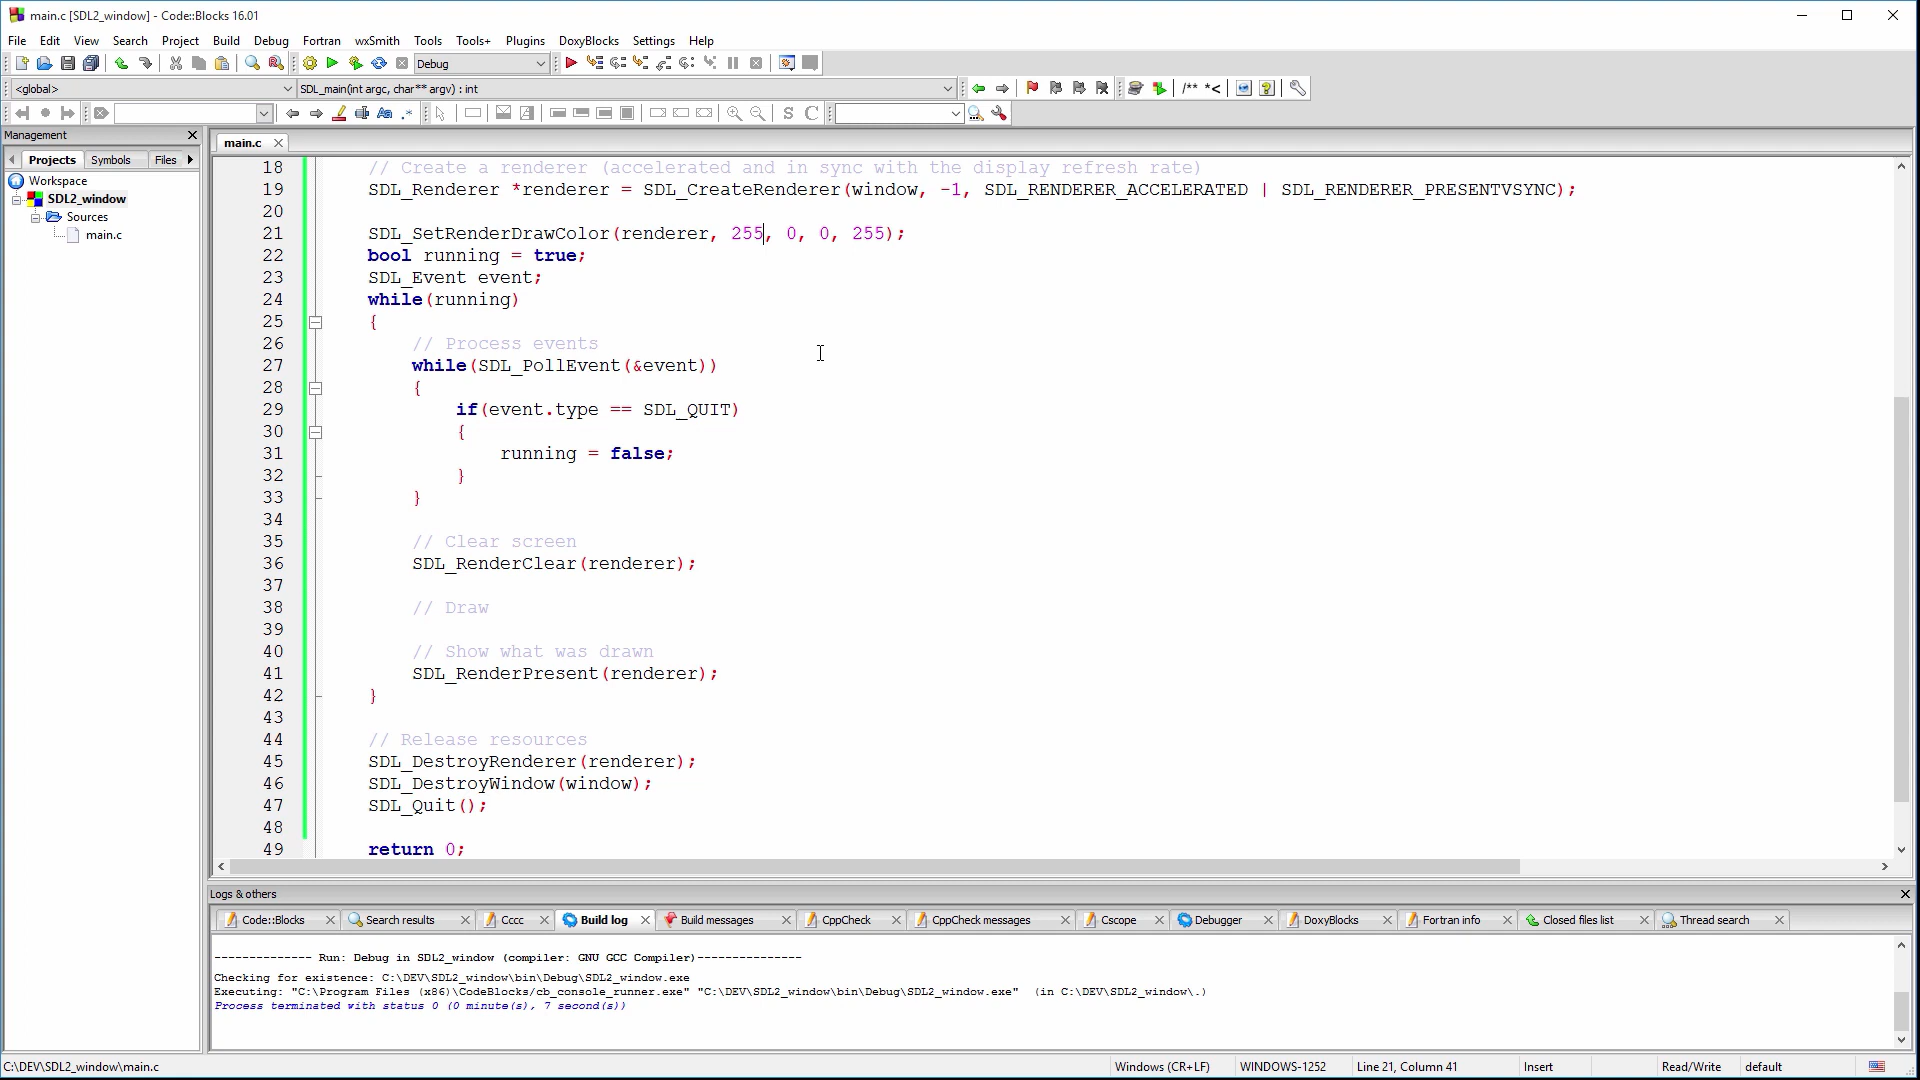 main.c [SDL2_window] - Code::Blocks 16.01
File Edit View Search Project Build Debug Fortran wxSmith Tools Tools+ Plugins DoxyBlocks Settings Help
Debug
<global> SDL_main(int argc, char** argv) : int /** *<
Aa .* S C
Management
Projects Symbols Files
Workspace
SDL2_window
Sources
main.c
main.c
18 // Create a renderer (accelerated and in sync with the display refresh rate)
19 SDL_Renderer *renderer = SDL_CreateRenderer(window, -1, SDL_RENDERER_ACCELERATED | SDL_RENDERER_PRESENTVSYNC);
20
21 SDL_SetRenderDrawColor(renderer, 255, 0, 0, 255);
22 bool running = true;
23 SDL_Event event;
24 while(running)
25 {
26 // Process events
27 while(SDL_PollEvent(&event))
28 {
29 if(event.type == SDL_QUIT)
30 {
31 running = false;
32 }
33 }
34
35 // Clear screen
36 SDL_RenderClear(renderer);
37
38 // Draw
39
40 // Show what was drawn
41 SDL_RenderPresent(renderer);
42 }
43
44 // Release resources
45 SDL_DestroyRenderer(renderer);
46 SDL_DestroyWindow(window);
47 SDL_Quit();
48
49 return 0;
Logs & others
Code::Blocks Search results Cccc Build log Build messages CppCheck CppCheck messages Cscope Debugger DoxyBlocks Fortran info Closed files list Thread search
-------------- Run: Debug in SDL2_window (compiler: GNU GCC Compiler)---------------
Checking for existence: C:\DEV\SDL2_window\bin\Debug\SDL2_window.exe
Executing: "C:\Program Files (x86)\CodeBlocks/cb_console_runner.exe" "C:\DEV\SDL2_window\bin\Debug\SDL2_window.exe"  (in C:\DEV\SDL2_window\.)
Process terminated with status 0 (0 minute(s), 7 second(s))
C:\DEV\SDL2_window\main.c Windows (CR+LF) WINDOWS-1252 Line 21, Column 41 Insert Read/Write default